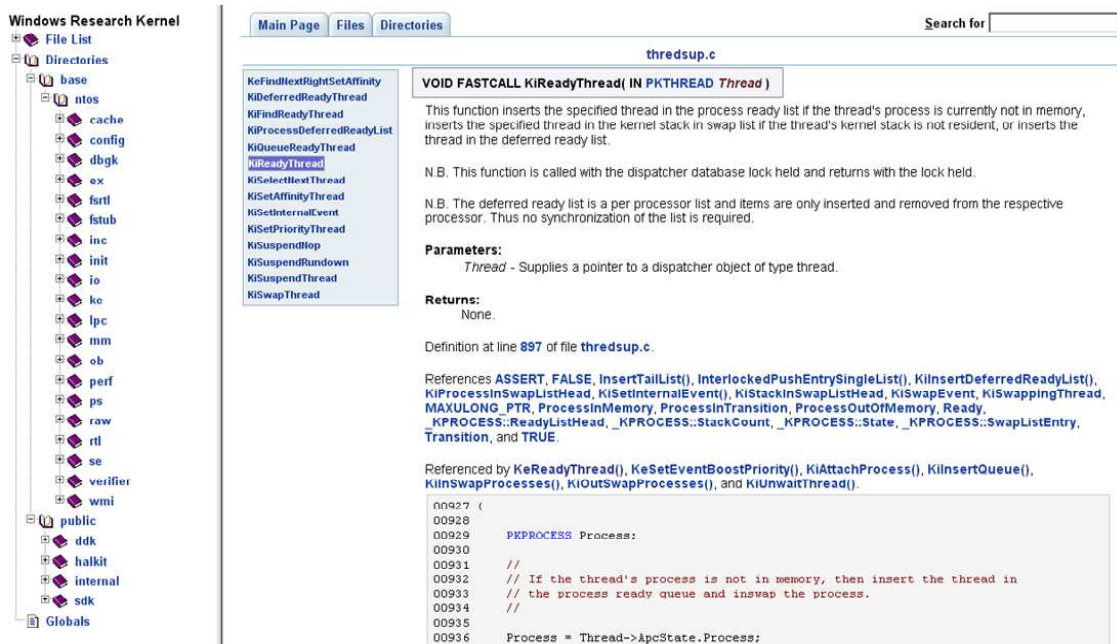 Windows Research Kernel
File List
Directories
base
ntos
cache
config
dbgk
ex
fsrtl
fstub
inc
init
io
ke
lpc
mm
ob
perf
ps
raw
rtl
se
verifier
wmi
public
ddk
halkit
internal
sdk
Globals
Main Page Files Directories
Search for
thredsup.c
KeFindNextRightSetAffinity
KiDeferredReadyThread
KiFindReadyThread
KiProcessDeferredReadyList
KiQueueReadyThread
KiReadyThread
KiSelectNextThread
KiSetAffinityThread
KiSetInternalEvent
KiSetPriorityThread
KiSuspendNop
KiSuspendRundown
KiSuspendThread
KiSwapThread
VOID FASTCALL KiReadyThread( IN PKTHREAD Thread )
This function inserts the specified thread in the process ready list if the thread's process is currently not in memory,
inserts the specified thread in the kernel stack in swap list if the thread's kernel stack is not resident, or inserts the
thread in the deferred ready list.
N.B. This function is called with the dispatcher database lock held and returns with the lock held.
N.B. The deferred ready list is a per processor list and items are only inserted and removed from the respective
processor. Thus no synchronization of the list is required.
Parameters:
Thread - Supplies a pointer to a dispatcher object of type thread.
Returns:
None.
Definition at line 897 of file thredsup.c.
References ASSERT, FALSE, InsertTailList(), InterlockedPushEntrySingleList(), KiInsertDeferredReadyList(),
KiProcessInSwapListHead, KiSetInternalEvent(), KiStackInSwapListHead, KiSwapEvent, KiSwappingThread,
MAXULONG_PTR, ProcessInMemory, ProcessInTransition, ProcessOutOfMemory, Ready,
_KPROCESS::ReadyListHead, _KPROCESS::StackCount, _KPROCESS::State, _KPROCESS::SwapListEntry,
Transition, and TRUE.
Referenced by KeReadyThread(), KeSetEventBoostPriority(), KiAttachProcess(), KiInsertQueue(),
KiInSwapProcesses(), KiOutSwapProcesses(), and KiUnwaitThread().
00927 {
00928
00929 PKPROCESS Process;
00930
00931 //
00932 // If the thread's process is not in memory, then insert the thread in
00933 // the process ready queue and inswap the process.
00934 //
00935
00936 Process = Thread->ApcState.Process;